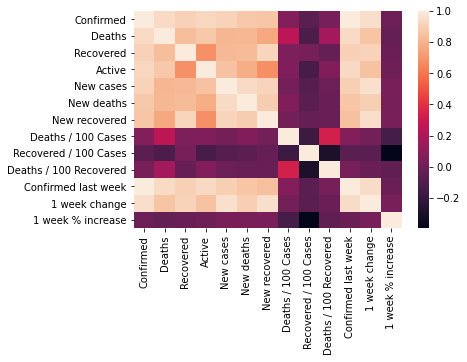 Confirmed
Deaths
Recovered
Active
New cases
New deaths
New recovered
Deaths / 100 Cases
Recovered / 100 Cases
Deaths / 100 Recovered
Confirmed last week
1 week change
1 week % increase
Confirmed
Deaths
Recovered
Active
New cases
New deaths
New recovered
Deaths / 100 Cases
Recovered / 100 Cases
Deaths / 100 Recovered
Confirmed last week
1 week change
1 week % increase
1.0
0.8
0.6
0.4
0.2
0.0
−0.2